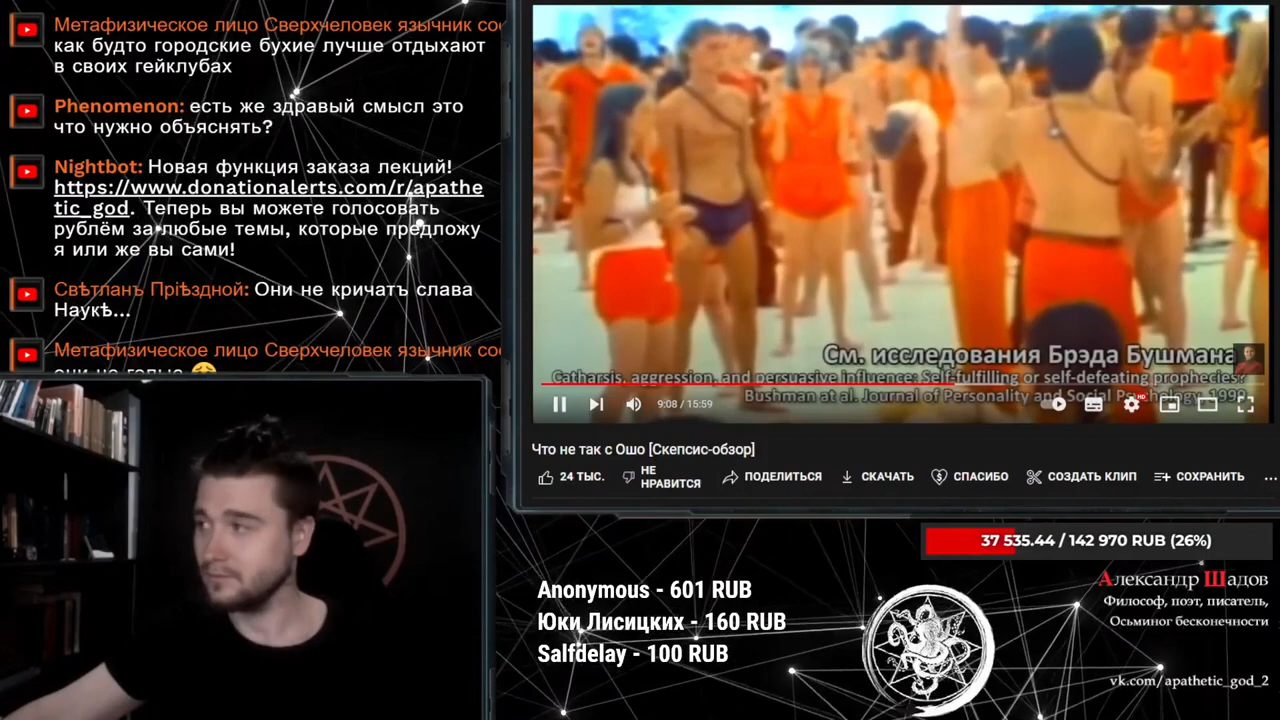 Метафизическое лицо Сверхчеловек язычник сос
как будто городские бухие лучше отдыхают
в своих гейклубах
Phenomenon: есть же здравый смысл это
что нужно объяснять?
Nightbot: Новая функция заказа лекций!
https://www.donationalerts.com/r/apathe
tic_god. Теперь вы можете голосовать
рублём за любые темы, которые предложу
я или же вы сами!
Свѣтланъ Прiѣздной: Они не кричатъ слава
Наукѣ...
Метафизическое лицо Сверхчеловек язычник сос
См. исследования Брэда Бушмана
Catharsis, aggression, and persuasive influence: Self-fulfilling or self-defeating prophecies?
Bushman at al. Journal of Personality and Social Psychology, 1999
9:08 / 15:59
HD
Что не так с Ошо [Скепсис-обзор]
24 ТЫС.
НЕ
НРАВИТСЯ
ПОДЕЛИТЬСЯ
СКАЧАТЬ
СПАСИБО
СОЗДАТЬ КЛИП
СОХРАНИТЬ
...
37 535.44 / 142 970 RUB (26%)
Anonymous - 601 RUB
Юки Лисицких - 160 RUB
Salfdelay - 100 RUB
Александр Шадов
Философ, поэт, писатель,
Осьминог бесконечности
vk.com/apathetic_god_2